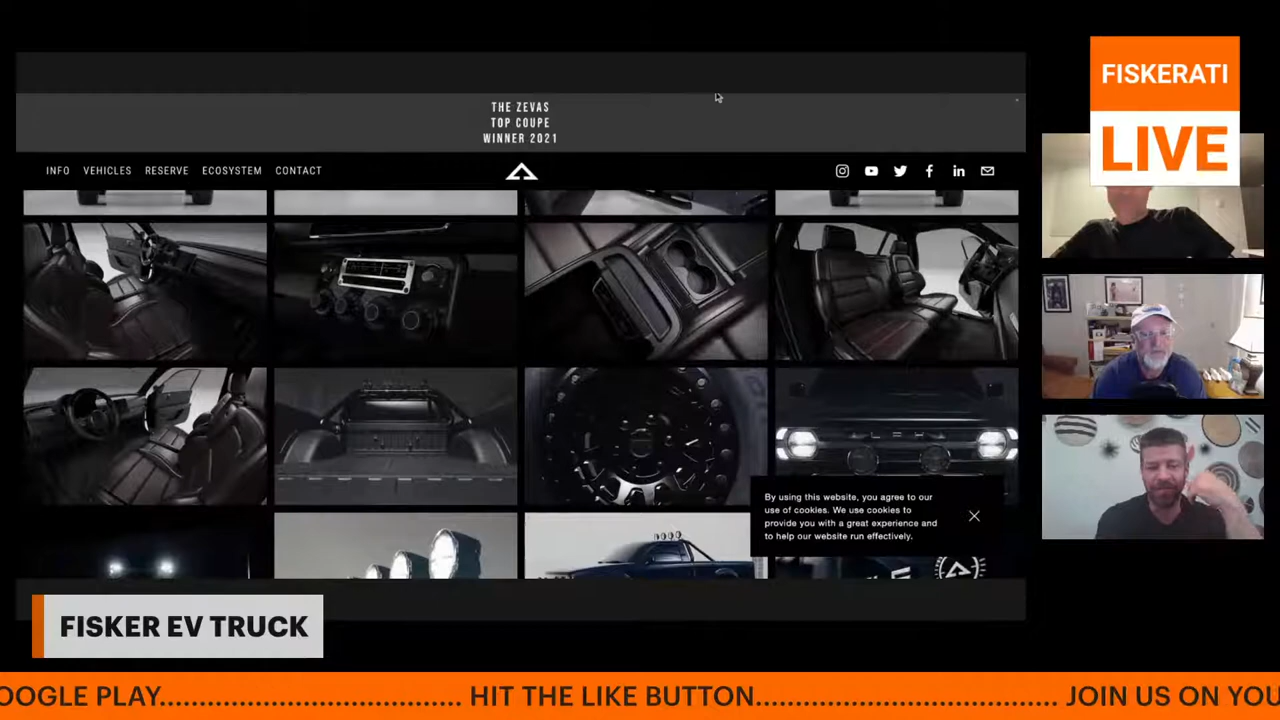 THE ZEVAS
TOP COUPE
WINNER 2021
INFO VEHICLES RESERVE ECOSYSTEM CONTACT
FISKERATI
LIVE
ALPHA
By using this website, you agree to our
use of cookies. We use cookies to
provide you with a great experience and
to help our website run effectively.
FISKER EV TRUCK
OOGLE PLAY.................................. HIT THE LIKE BUTTON................................... JOIN US ON YOU